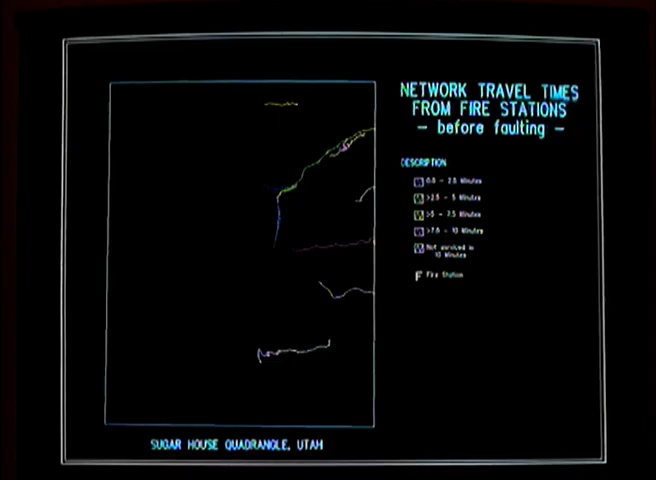 NETWORK TRAVEL TIMES
FROM FIRE STATIONS
- before faulting -
DESCRIPTION
0.0 - 2.5 Minutes
>2.5 - 5 Minutes
>5 - 7.5 Minutes
>7.5 - 10 Minutes
Not serviced in
10 Minutes
F Fire Station
SUGAR HOUSE QUADRANGLE, UTAH